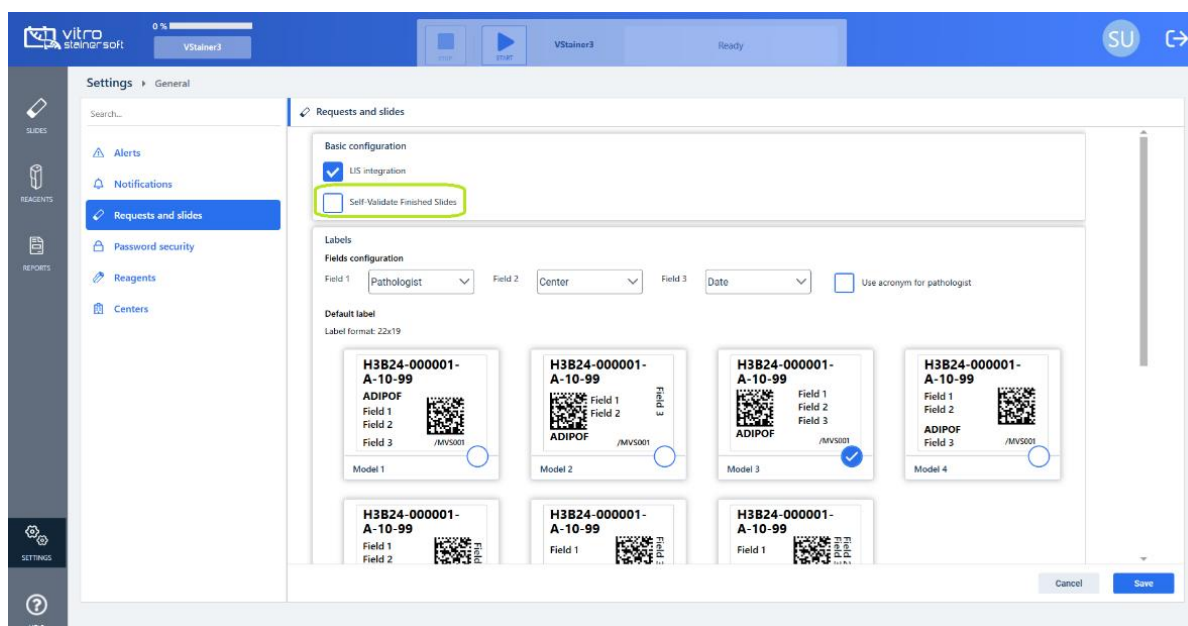 vitro
stainer soft
0 %
VStainer3
STOP
START
VStainer3
Ready
SU
Settings
General
SLIDES
REAGENTS
REPORTS
SETTINGS
Search...
Alerts
Notifications
Requests and slides
Password security
Reagents
Centers
Requests and slides
Basic configuration
LIS integration
Self-Validate Finished Slides
Labels
Fields configuration
Field 1
Pathologist
Field 2
Center
Field 3
Date
Use acronym for pathologist
Default label
Label format: 22x19
H3B24-000001-
A-10-99
ADIPOF
Field 1
Field 2
Field 3
/MVS001
Model 1
H3B24-000001-
A-10-99
Field 1
Field 2
Field 3
ADIPOF
/MVS001
Model 2
H3B24-000001-
A-10-99
Field 1
Field 2
Field 3
ADIPOF
/MVS001
Model 3
H3B24-000001-
A-10-99
Field 1
Field 2
ADIPOF
Field 3
/MVS001
Model 4
H3B24-000001-
A-10-99
Field 1
Field 2
H3B24-000001-
A-10-99
Field 1
H3B24-000001-
A-10-99
Field 1
Cancel
Save